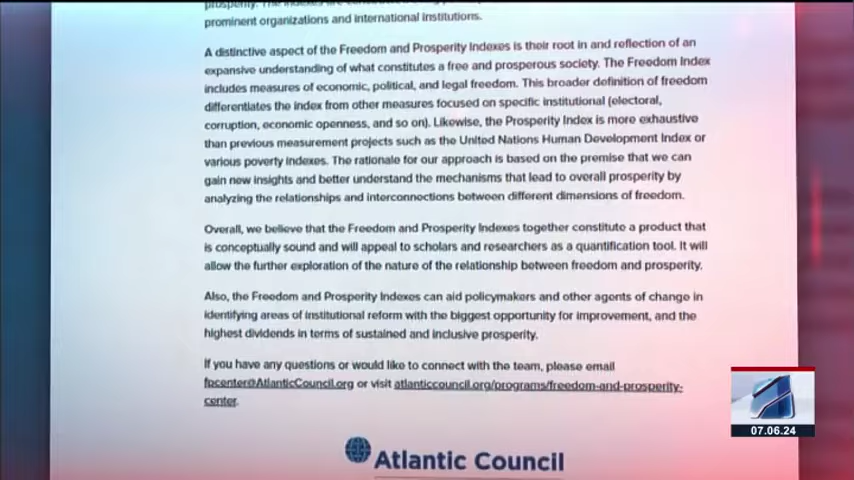 prosperity. The indexes are
prominent organizations and international institutions.
A distinctive aspect of the Freedom and Prosperity Indexes is their root in and reflection of an
expansive understanding of what constitutes a free and prosperous society. The Freedom Index
includes measures of economic, political, and legal freedom. This broader definition of freedom
differentiates the index from other measures focused on specific institutional (electoral,
corruption, economic openness, and so on). Likewise, the Prosperity Index is more exhaustive
than previous measurement projects such as the United Nations Human Development Index or
various poverty indexes. The rationale for our approach is based on the premise that we can
gain new insights and better understand the mechanisms that lead to overall prosperity by
analyzing the relationships and interconnections between different dimensions of freedom.
Overall, we believe that the Freedom and Prosperity Indexes together constitute a product that
is conceptually sound and will appeal to scholars and researchers as a quantification tool. It will
allow the further exploration of the nature of the relationship between freedom and prosperity.
Also, the Freedom and Prosperity Indexes can aid policymakers and other agents of change in
identifying areas of institutional reform with the biggest opportunity for improvement, and the
highest dividends in terms of sustained and inclusive prosperity.
If you have any questions or would like to connect with the team, please email
fpcenter@AtlanticCouncil.org or visit atlanticcouncil.org/programs/freedom-and-prosperity-
center.
Atlantic Council
07.06.24